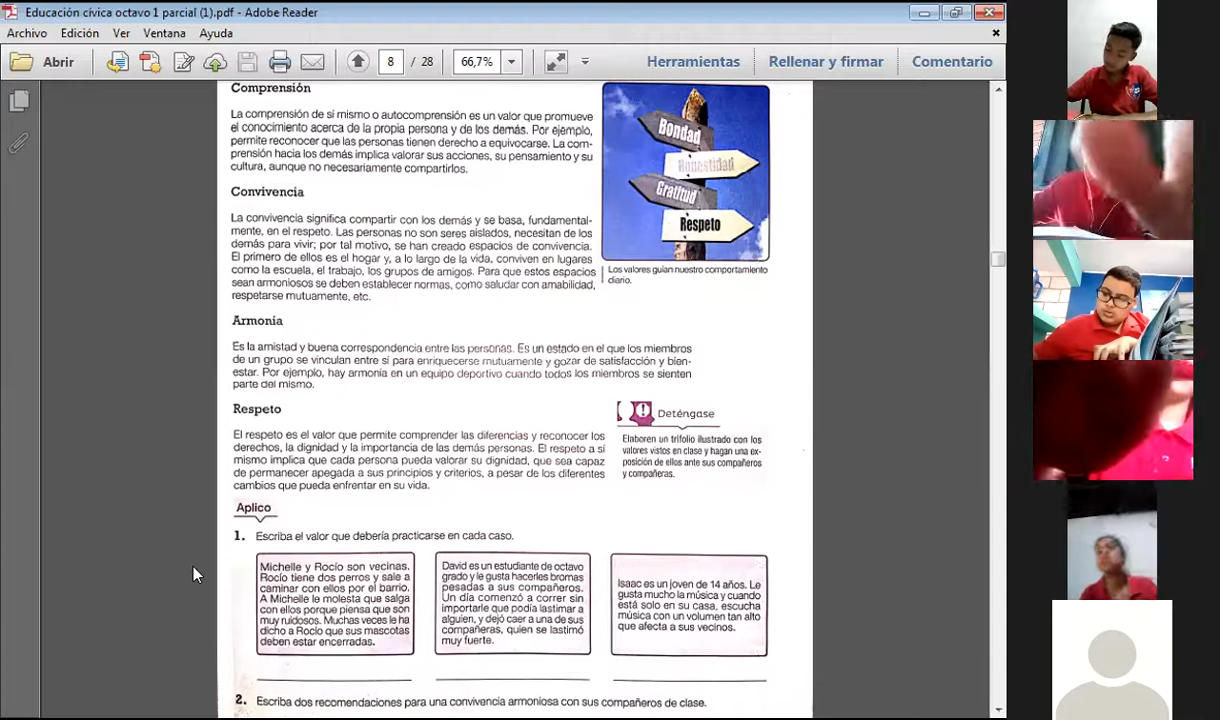 Educación cívica octavo 1 parcial (1).pdf - Adobe Reader
Archivo Edición Ver Ventana Ayuda
Abrir 8 / 28 66,7% Herramientas Rellenar y firmar Comentario
Comprensión
La comprensión de sí mismo o autocomprensión es un valor que promueve
el conocimiento acerca de la propia persona y de los demás. Por ejemplo,
permite reconocer que las personas tienen derecho a equivocarse. La com-
prensión hacia los demás implica valorar sus acciones, su pensamiento y su
cultura, aunque no necesariamente compartirlos.
Bondad
Honestidad
Gratitud
Respeto
Los valores guían nuestro comportamiento
diario.
Convivencia
La convivencia significa compartir con los demás y se basa, fundamental-
mente, en el respeto. Las personas no son seres aislados, necesitan de los
demás para vivir; por tal motivo, se han creado espacios de convivencia.
El primero de ellos es el hogar y, a lo largo de la vida, conviven en lugares
como la escuela, el trabajo, los grupos de amigos. Para que estos espacios
sean armoniosos se deben establecer normas, como saludar con amabilidad,
respetarse mutuamente, etc.
Armonía
Es la amistad y buena correspondencia entre las personas. Es un estado en el que los miembros
de un grupo se vinculan entre sí para enriquecerse mutuamente y gozar de satisfacción y bien-
estar. Por ejemplo, hay armonía en un equipo deportivo cuando todos los miembros se sienten
parte del mismo.
Respeto
El respeto es el valor que permite comprender las diferencias y reconocer los
derechos, la dignidad y la importancia de las demás personas. El respeto a sí
mismo implica que cada persona pueda valorar su dignidad, que sea capaz
de permanecer apegada a sus principios y criterios, a pesar de los diferentes
cambios que pueda enfrentar en su vida.
Deténgase
Elaboren un trifolio ilustrado con los
valores vistos en clase y hagan una ex-
posición de ellos ante sus compañeros
y compañeras.
Aplico
1. Escriba el valor que debería practicarse en cada caso.
Michelle y Rocío son vecinas.
Rocío tiene dos perros y sale a
caminar con ellos por el barrio.
A Michelle le molesta que salga
con ellos porque piensa que son
muy ruidosos. Muchas veces le ha
dicho a Rocío que sus mascotas
deben estar encerradas.
David es un estudiante de octavo
grado y le gusta hacerles bromas
pesadas a sus compañeros.
Un día comenzó a correr sin
importarle que podía lastimar a
alguien, y dejó caer a una de sus
compañeras, quien se lastimó
muy fuerte.
Isaac es un joven de 14 años. Le
gusta mucho la música y cuando
está solo en su casa, escucha
música con un volumen tan alto
que afecta a sus vecinos.
2. Escriba dos recomendaciones para una convivencia armoniosa con sus compañeros de clase.